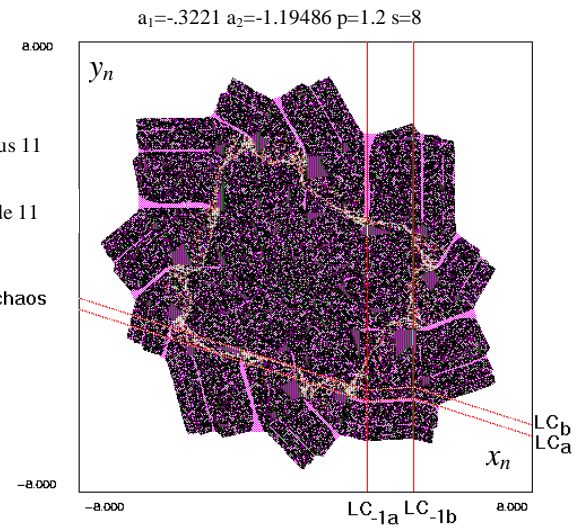 a₁=-.3221 a₂=-1.19486 p=1.2 s=8
8.000
yₙ
us 11
le 11
chaos
LC_b
LC_a
xₙ
-8.000
-8.000
LC_-1a LC_-1b
8.000